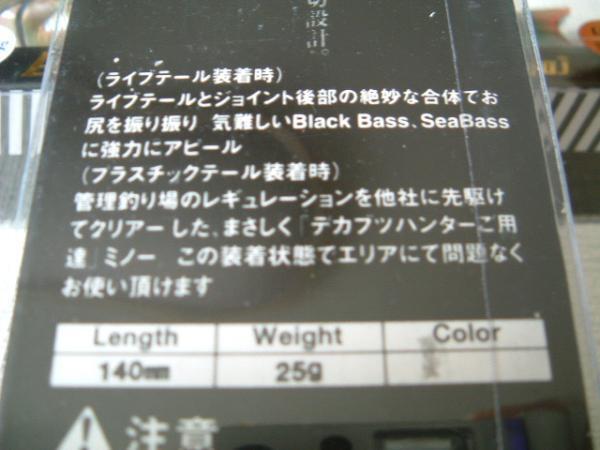 切設計。
(ライブテール装着時)
ライブテールとジョイント後部の絶妙な合体てお
尻を振り振り 気難しいBlack Bass、SeaBass
に強力にアピール
(プラスチックテール装着時)
管理釣り場のレギュレーションを他社に先駆け
てクリアーした、まさしく「デカブツハンターご用
達」ミノー この装着状態でエリアにて問題なく
お使い頂けます
Length Weight Color
140mm 25g
注意